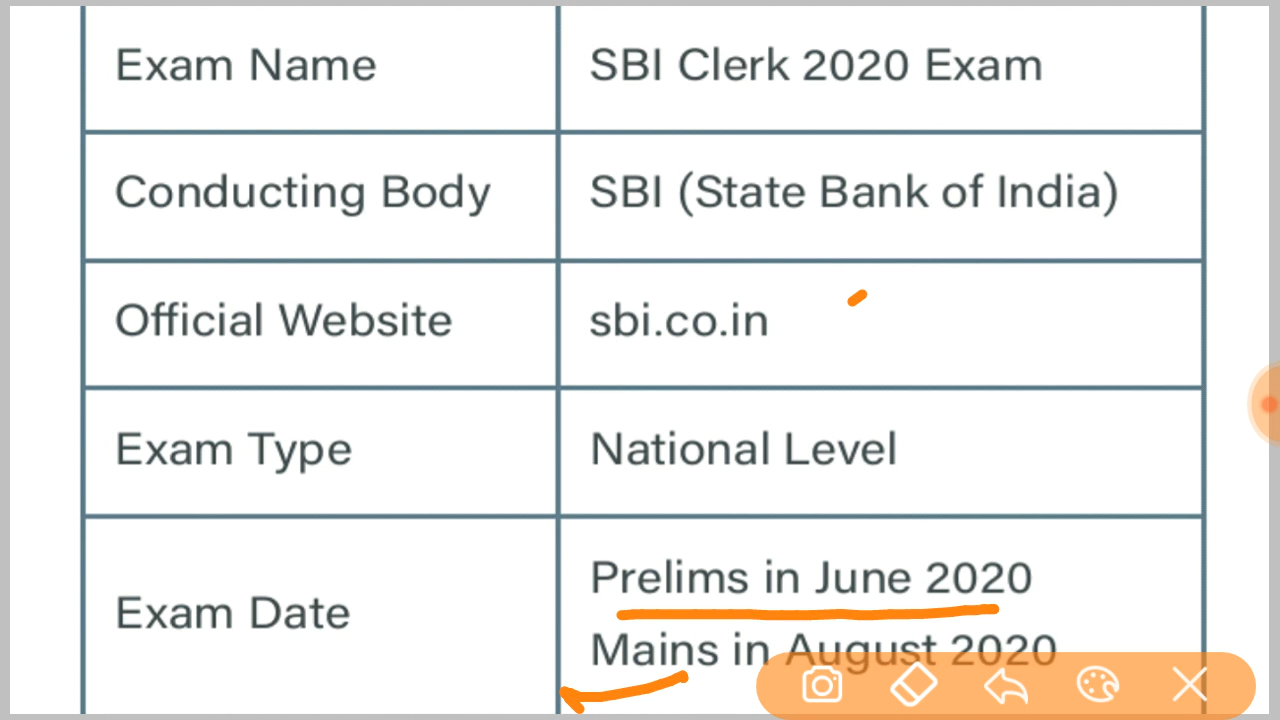 Exam Name
SBI Clerk 2020 Exam
Conducting Body
SBI (State Bank of India)
Official Website
sbi.co.in
Exam Type
National Level
Exam Date
Prelims in June 2020
Mains in August 2020